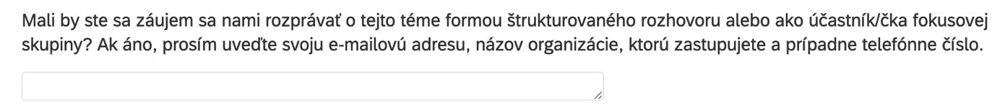 Mali by ste sa záujem sa nami rozprávať o tejto téme formou štrukturovaného rozhovoru alebo ako účastník/čka fokusovej
skupiny? Ak áno, prosím uveďte svoju e-mailovú adresu, názov organizácie, ktorú zastupujete a prípadne telefónne číslo.